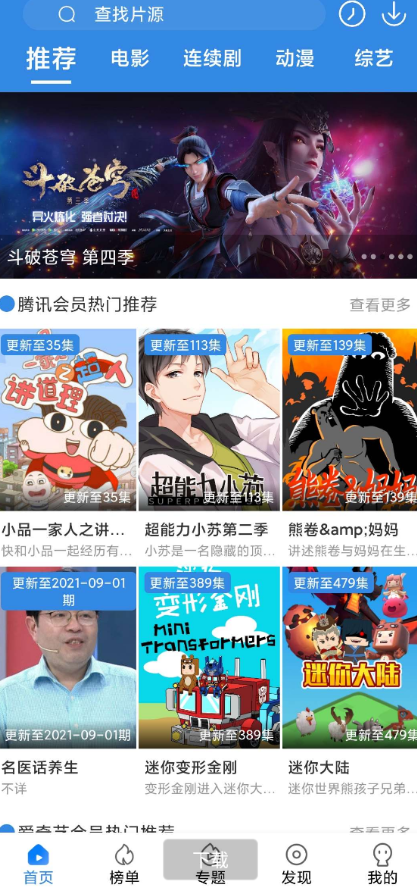 查找片源
推荐
电影
连续剧
动漫
综艺
斗破苍穹
第三季
异火炼化 强者对决!
斗破苍穹 第四季
腾讯会员热门推荐
查看更多
更新至35集
讲道理
更新至35集
小品一家人之讲...
快和小品一起经历有...
更新至113集
超能力小苏
更新至113集
超能力小苏第二季
小苏是一名隐藏的顶...
更新至139集
熊卷&妈妈
更新至139集
熊卷&amp;妈妈
讲述熊卷与妈妈在生...
更新至2021-09-01
期
更新至2021-09-01期
名医话养生
不详
更新至389集
变形金刚
MINI
TRANSFORMERS
更新至389集
迷你变形金刚
变形金刚进入迷你大...
更新至479集
迷你大陆
更新至479集
迷你大陆
迷你世界熊孩子兄弟...
爱奇艺会员热门推荐
查看更多
下载
首页
榜单
专题
发现
我的